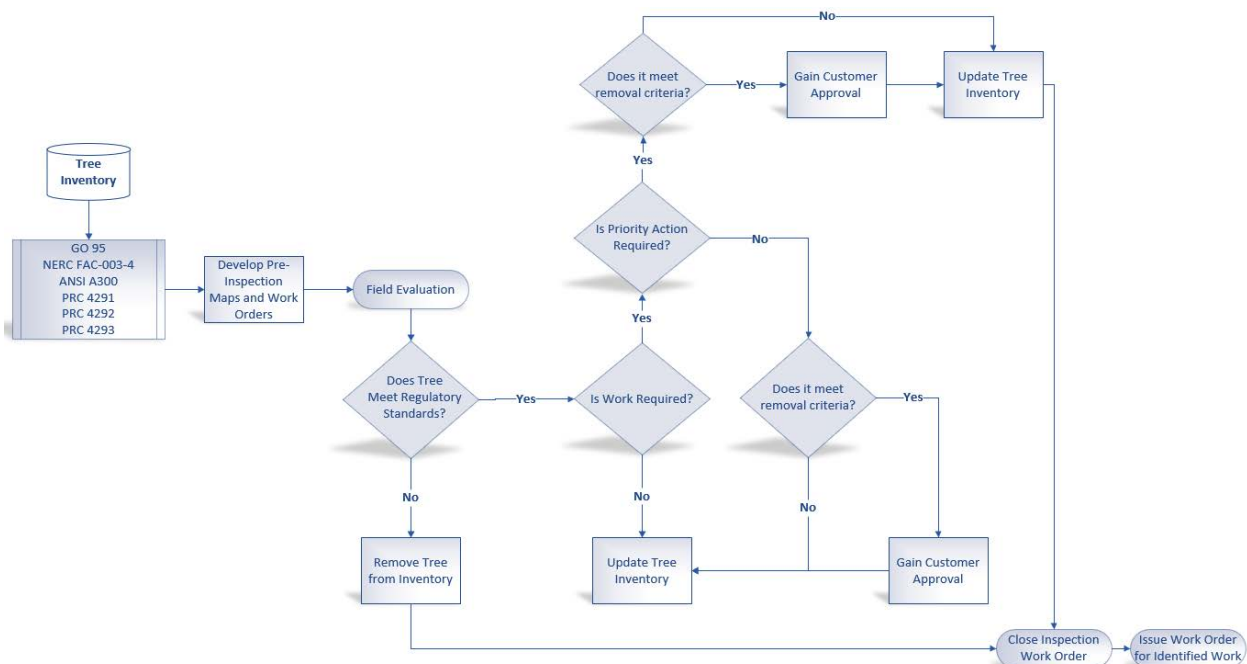 No
Does it meet
removal criteria?
Yes
Gain Customer
Approval
Update Tree
Inventory
Tree
Inventory
Yes
GO 95
NERC FAC-003-4
ANSI A300
PRC 4291
PRC 4292
PRC 4293
Develop Pre-
Inspection
Maps and Work
Orders
Field Evaluation
Is Priority Action
Required?
No
Yes
Does Tree
Meet Regulatory
Standards?
Yes
Is Work Required?
Does it meet
removal criteria?
Yes
No
No
No
Remove Tree
from Inventory
Update Tree
Inventory
Gain Customer
Approval
Close Inspection
Work Order
Issue Work Order
for Identified Work